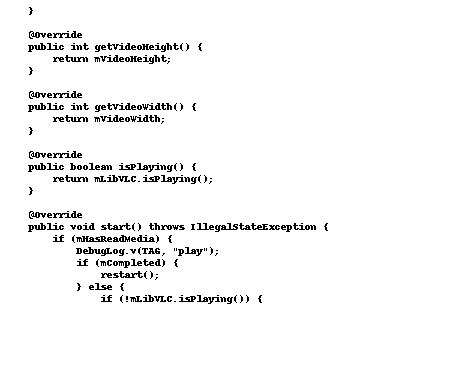 }
@Override
public int getVideoHeight() {
return mVideoHeight;
}
@Override
public int getVideoWidth() {
return mVideoWidth;
}
@Override
public boolean isPlaying() {
return mLibVLC.isPlaying();
}
@Override
public void start() throws IllegalStateException {
if (mHasReadMedia) {
DebugLog.v(TAG, "play");
if (mCompleted) {
restart();
} else {
if (!mLibVLC.isPlaying()) {